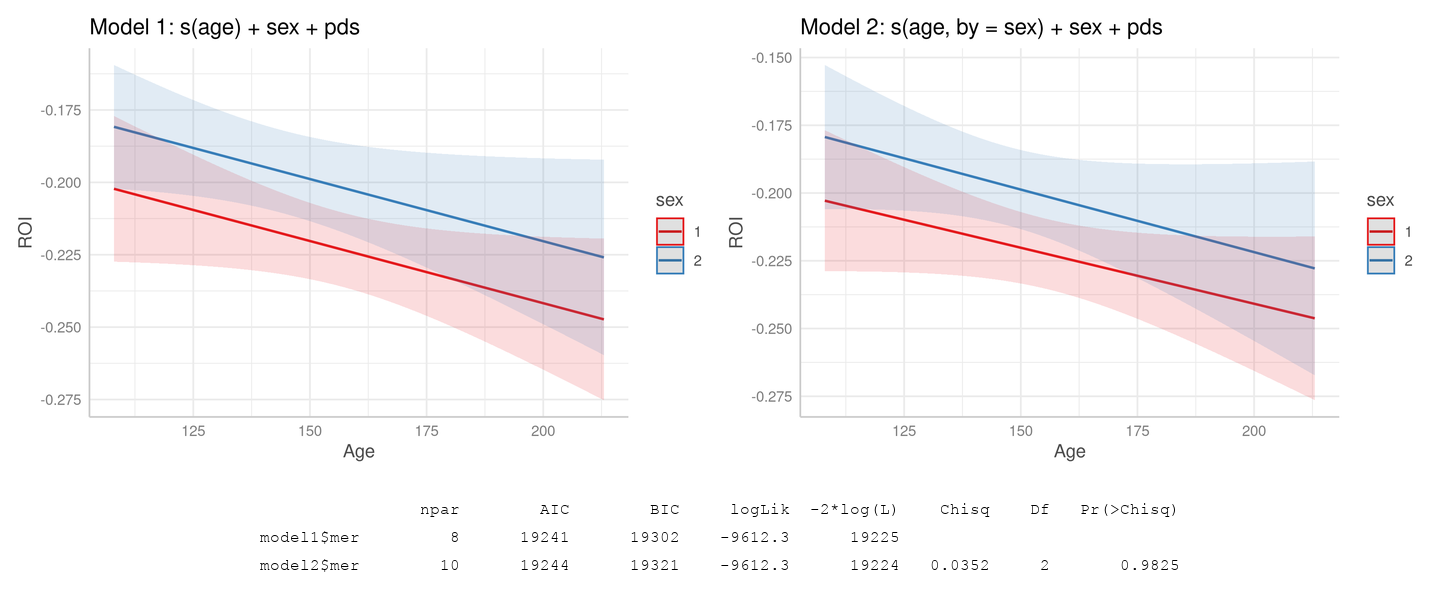 Model 1: s(age) + sex + pds
-0.175
-0.200
-0.225
-0.250
-0.275
ROI
125 150 175 200
Age
sex
1
2
Model 2: s(age, by = sex) + sex + pds
-0.150
-0.175
-0.200
-0.225
-0.250
-0.275
ROI
125 150 175 200
Age
sex
1
2
npar AIC BIC logLik -2*log(L) Chisq Df Pr(>Chisq)
model1$mer 8 19241 19302 -9612.3 19225
model2$mer 10 19244 19321 -9612.3 19224 0.0352 2 0.9825